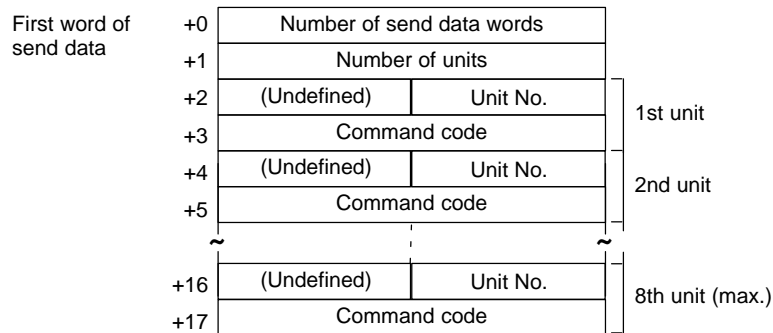 First word of
send data
+0 Number of send data words
+1 Number of units
+2 (Undefined) Unit No.
1st unit
+3 Command code
+4 (Undefined) Unit No.
2nd unit
+5 Command code
~ ~
+16 (Undefined) Unit No.
8th unit (max.)
+17 Command code